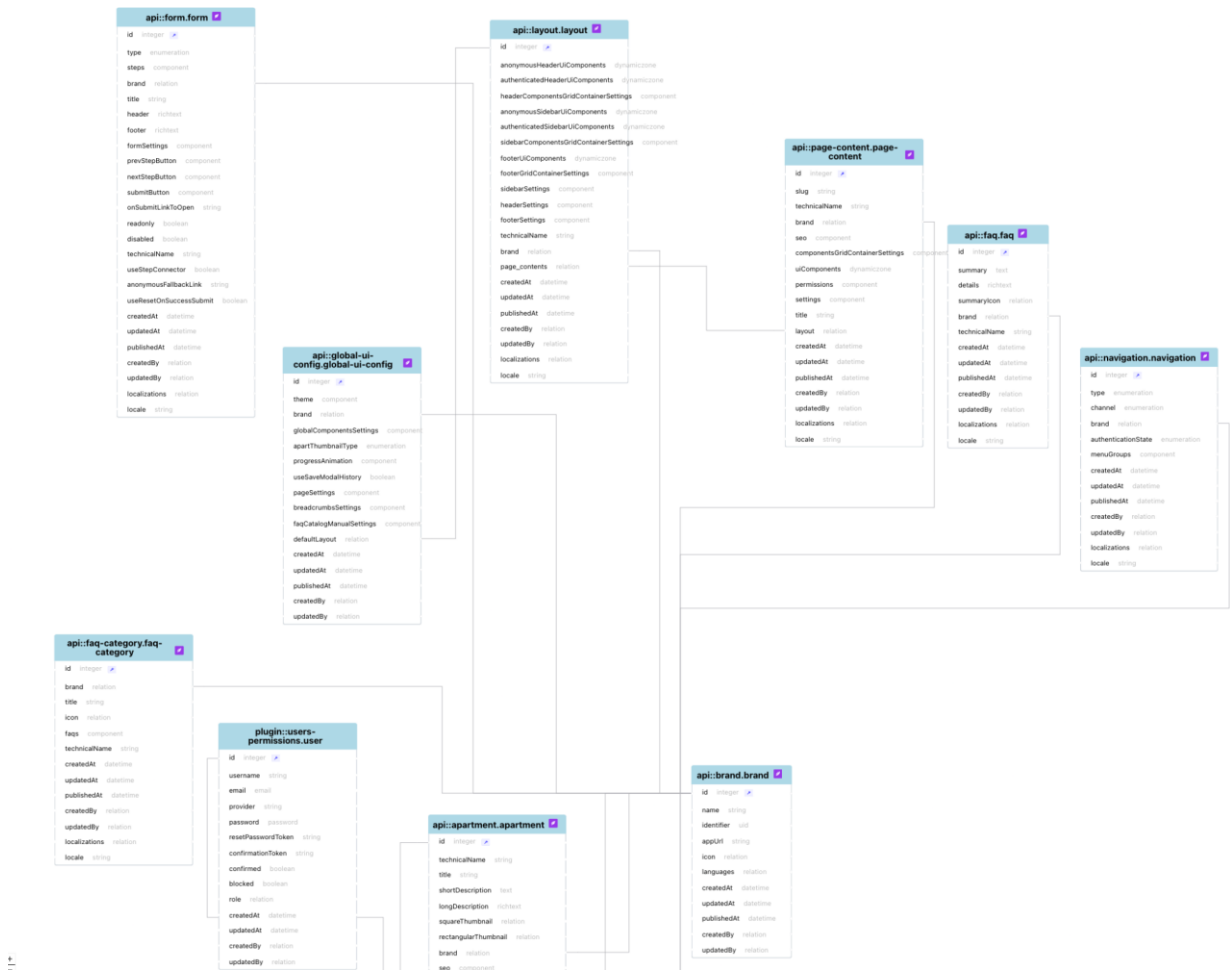 api::form.form
id integer
type enumeration
steps component
brand relation
title string
header richtext
footer richtext
formSettings component
prevStepButton component
nextStepButton component
submitButton component
onSubmitLinkToOpen string
readonly boolean
disabled boolean
technicalName string
useStepConnector boolean
anonymousFallbackLink string
useResetOnSuccessSubmit boolean
createdAt datetime
updatedAt datetime
publishedAt datetime
createdBy relation
updatedBy relation
localizations relation
locale string
api::layout.layout
id integer
anonymousHeaderUiComponents dynamiczone
authenticatedHeaderUiComponents dynamiczone
headerComponentsGridContainerSettings component
anonymousSidebarUiComponents dynamiczone
authenticatedSidebarUiComponents dynamiczone
sidebarComponentsGridContainerSettings component
footerUiComponents dynamiczone
footerGridContainerSettings component
sidebarSettings component
headerSettings component
footerSettings component
technicalName string
brand relation
page_contents relation
createdAt datetime
updatedAt datetime
publishedAt datetime
createdBy relation
updatedBy relation
localizations relation
locale string
api::page-content.page-
content
id integer
slug string
technicalName string
brand relation
seo component
componentsGridContainerSettings component
uiComponents dynamiczone
permissions component
settings component
title string
layout relation
createdAt datetime
updatedAt datetime
publishedAt datetime
createdBy relation
updatedBy relation
localizations relation
locale string
api::faq.faq
id integer
summary text
details richtext
summaryIcon relation
brand relation
technicalName string
createdAt datetime
updatedAt datetime
publishedAt datetime
createdBy relation
updatedBy relation
localizations relation
locale string
api::navigation.navigation
id integer
type enumeration
channel enumeration
brand relation
authenticationState enumeration
menuGroups component
createdAt datetime
updatedAt datetime
publishedAt datetime
createdBy relation
updatedBy relation
localizations relation
locale string
api::global-ui-
config.global-ui-config
id integer
theme component
brand relation
globalComponentsSettings component
apartThumbnailType enumeration
progressAnimation component
useSaveModalHistory boolean
pageSettings component
breadcrumbsSettings component
faqCatalogManualSettings component
defaultLayout relation
createdAt datetime
updatedAt datetime
publishedAt datetime
createdBy relation
updatedBy relation
api::faq-category.faq-
category
id integer
brand relation
title string
icon relation
faqs component
technicalName string
createdAt datetime
updatedAt datetime
publishedAt datetime
createdBy relation
updatedBy relation
localizations relation
locale string
plugin::users-
permissions.user
id integer
username string
email email
provider string
password password
resetPasswordToken string
confirmationToken string
confirmed boolean
blocked boolean
role relation
createdAt datetime
updatedAt datetime
createdBy relation
updatedBy relation
api::apartment.apartment
id integer
technicalName string
title string
shortDescription text
longDescription richtext
squareThumbnail relation
rectangularThumbnail relation
brand relation
seo component
api::brand.brand
id integer
name string
identifier uid
appUrl string
icon relation
languages relation
createdAt datetime
updatedAt datetime
publishedAt datetime
createdBy relation
updatedBy relation
+